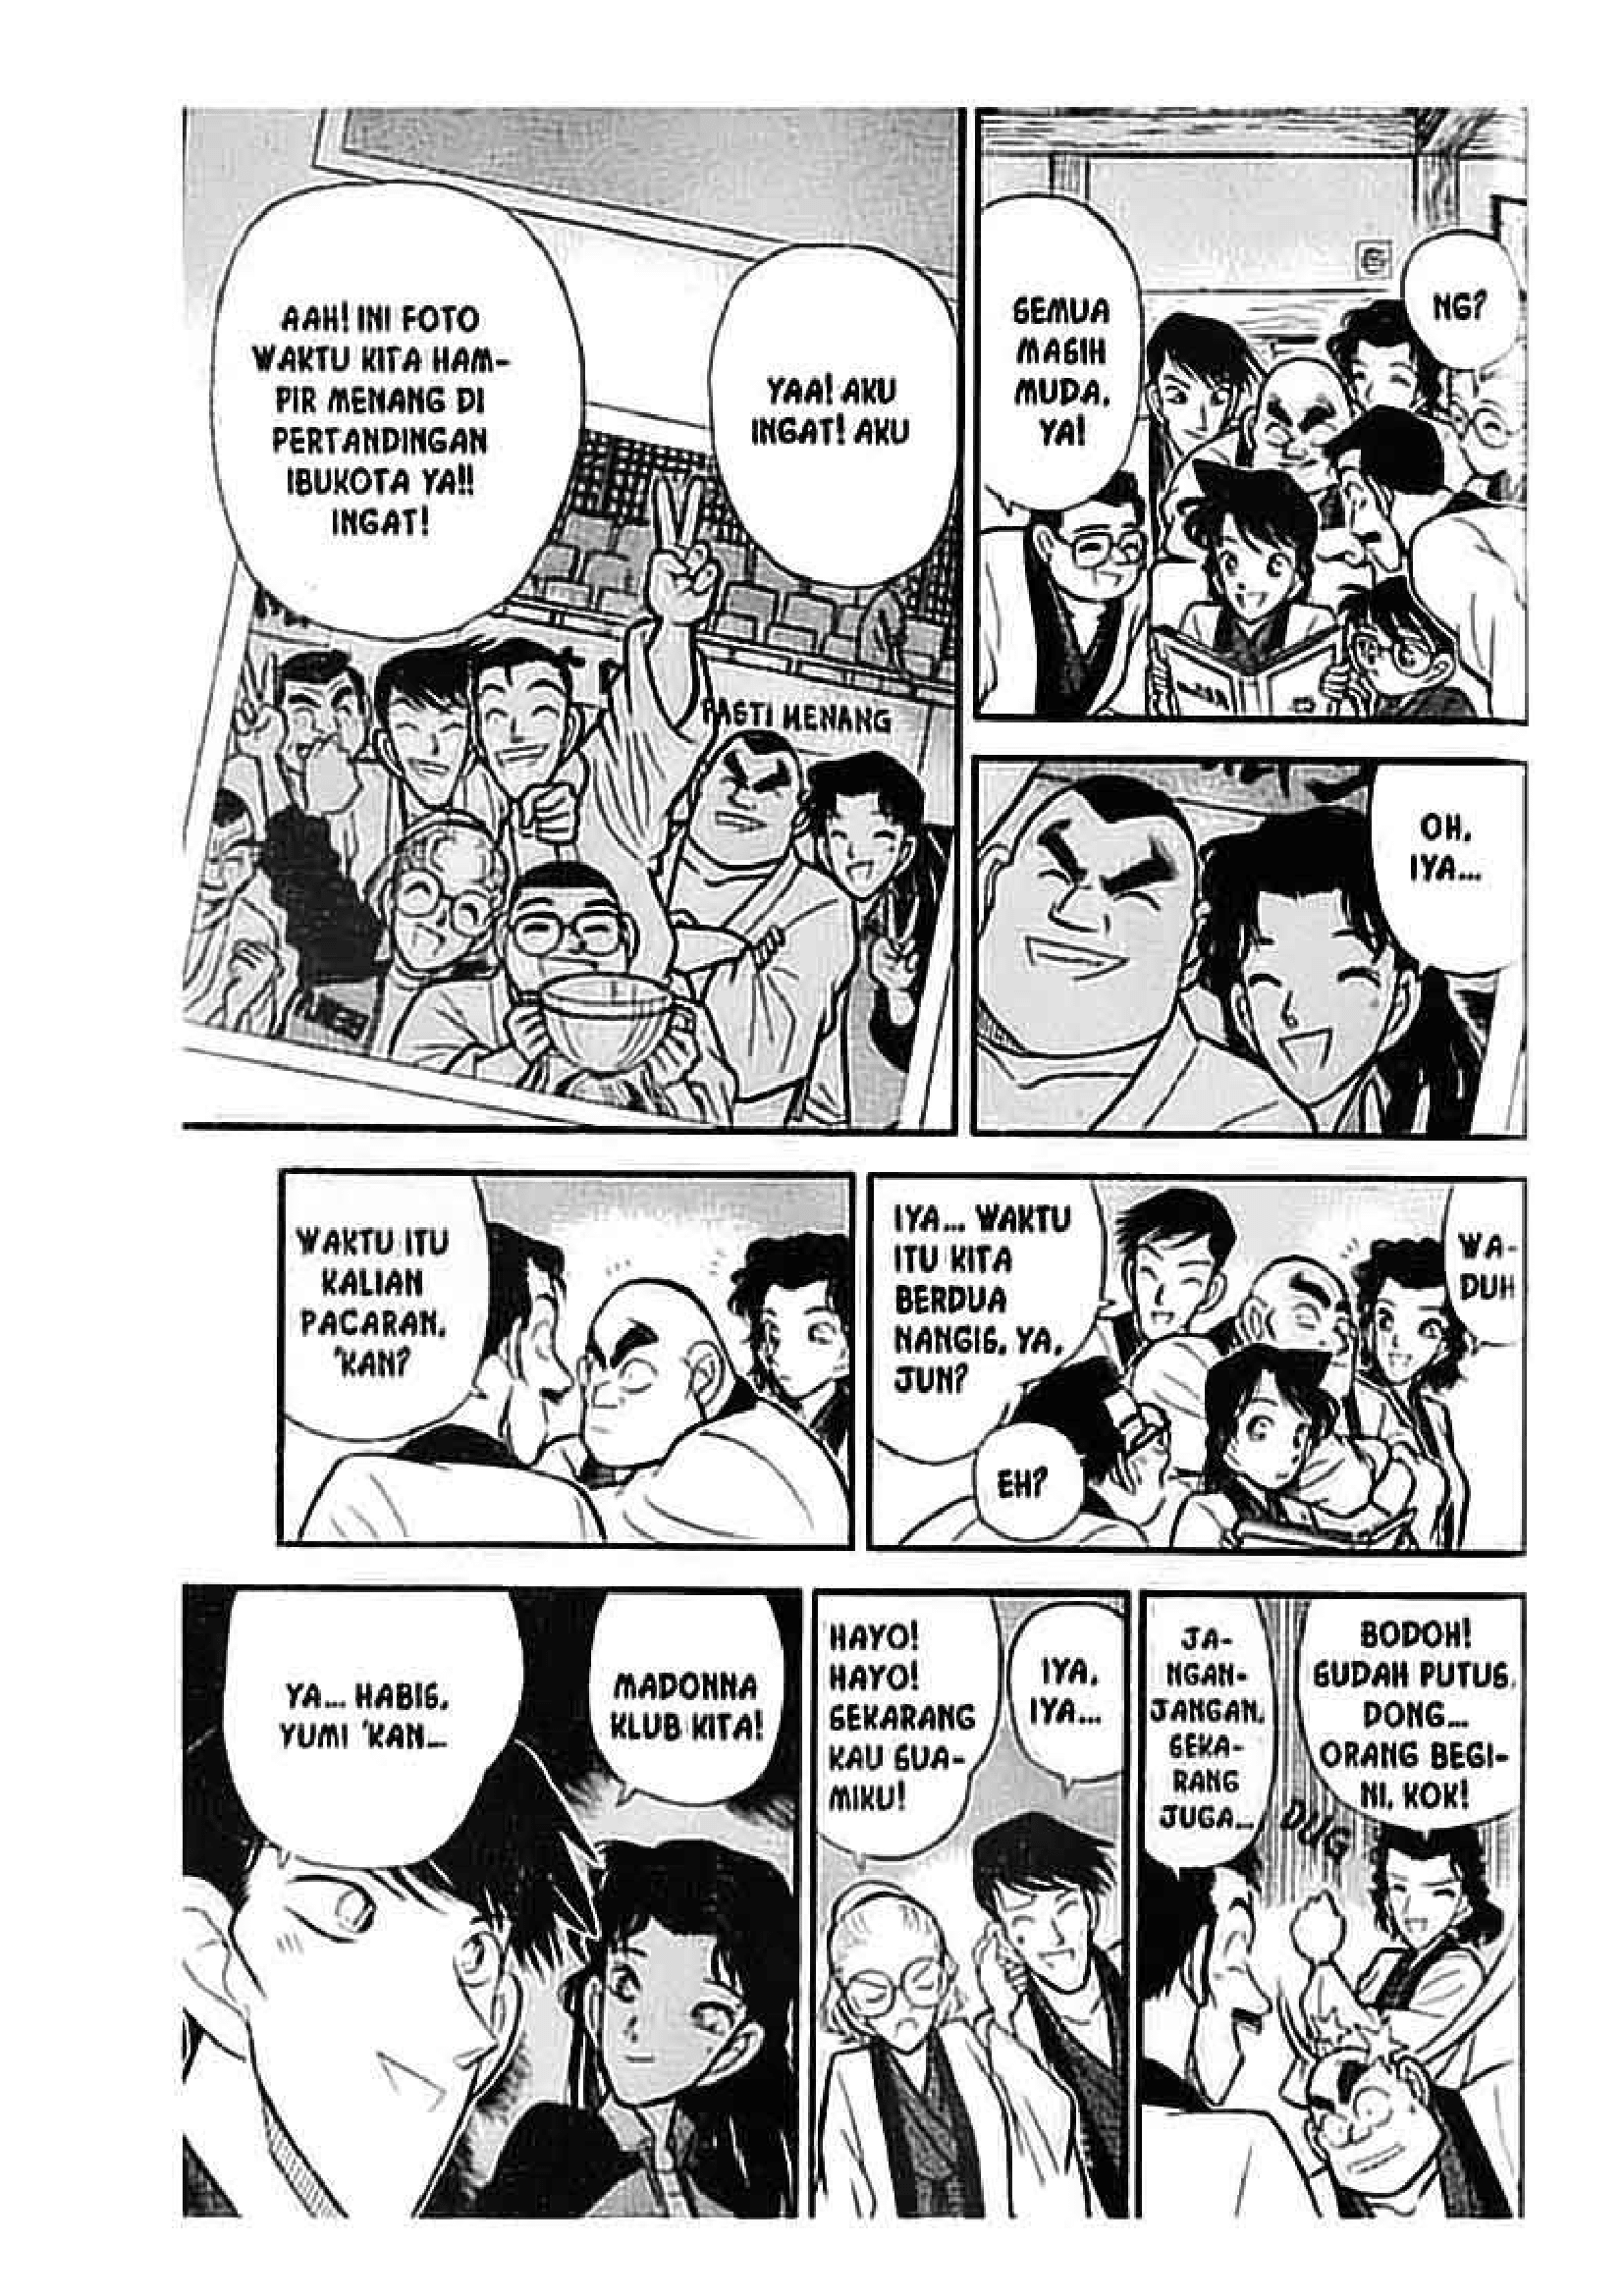 NG?
SEMUA
MASIH
MUDA,
YA!
YAA! AKU
INGAT! AKU
AAH! INI FOTO
WAKTU KITA HAM-
PIR MENANG DI
PERTANDINGAN
IBUKOTA YA!!
INGAT!
PASTI MENANG
OH,
IYA...
WA-
DUH
IYA... WAKTU
ITU KITA
BERDUA
NANGIS, YA,
JUN?
EH?
WAKTU ITU
KALIAN
PACARAN,
'KAN?
BODOH!
SUDAH PUTUS,
DONG...
ORANG BEGI-
NI, KOK!
DUG
JA-
NGAN-
JANGAN,
SEKA-
RANG
JUGA...
IYA,
IYA...
HAYO!
HAYO!
SEKARANG
KAU SUA-
MIKU!
MADONNA
KLUB KITA!
YA... HABIS,
YUMI 'KAN...